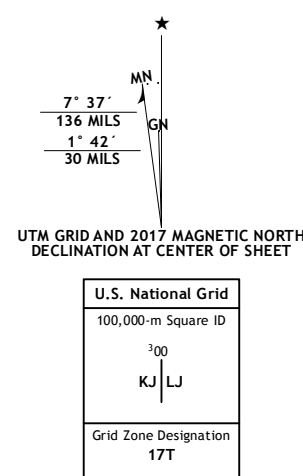 ★
MN
7° 37´
136 MILS
GN
1° 42´
30 MILS
UTM GRID AND 2017 MAGNETIC NORTH
DECLINATION AT CENTER OF SHEET
U.S. National Grid
100,000-m Square ID
³00
KJ LJ
Grid Zone Designation
17T